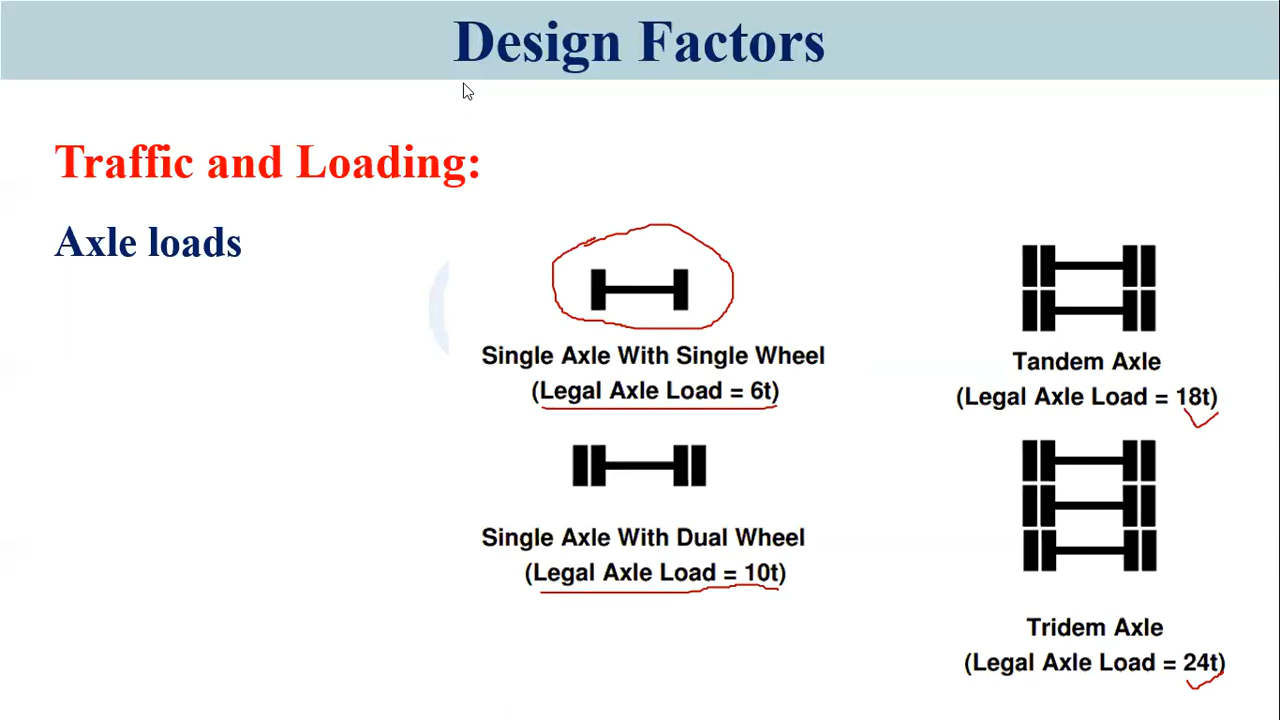 Design Factors
Traffic and Loading:
Axle loads
Single Axle With Single Wheel
(Legal Axle Load = 6t)
Single Axle With Dual Wheel
(Legal Axle Load = 10t)
Tandem Axle
(Legal Axle Load = 18t)
Tridem Axle
(Legal Axle Load = 24t)